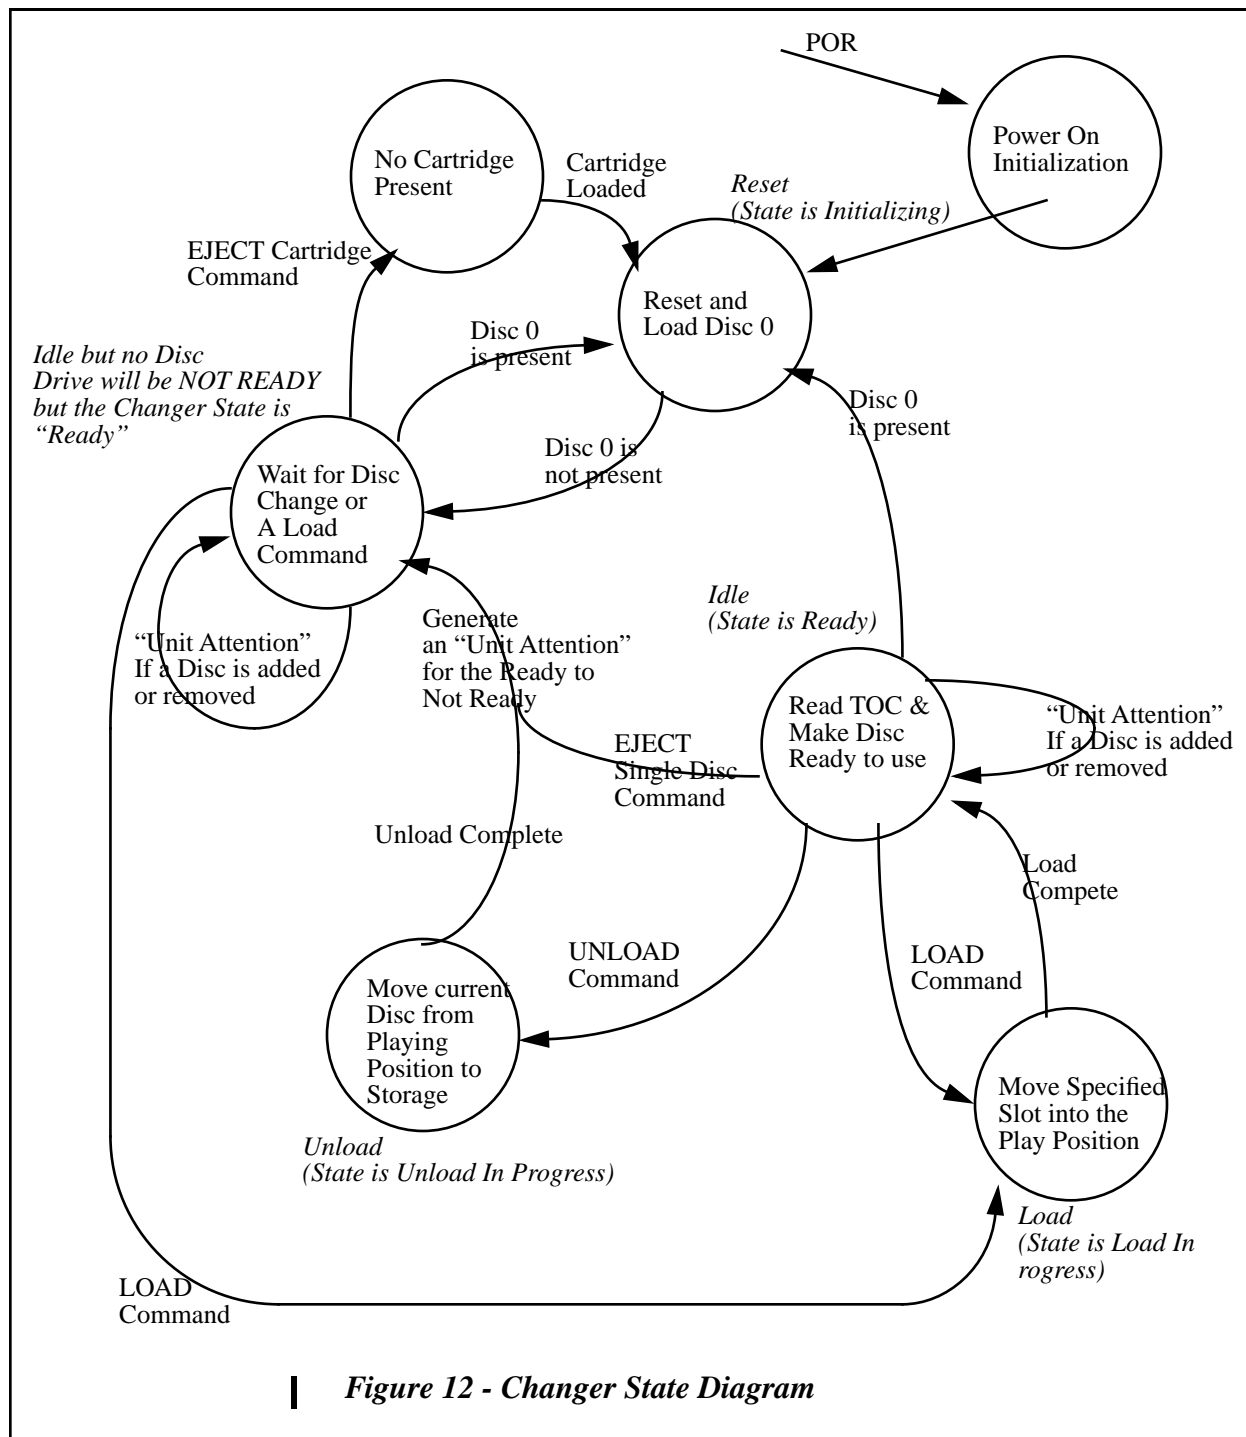 POR
Power On
Initialization
No Cartridge
Present
Cartridge
Loaded
Reset
(State is Initializing)
EJECT Cartridge
Command
Reset and
Load Disc 0
Disc 0
is present
Idle but no Disc
Drive will be NOT READY
but the Changer State is
“Ready”
Disc 0
is present
Disc 0 is
not present
Wait for Disc
Change or
A Load
Command
Idle
(State is Ready)
Generate
an “Unit Attention”
for the Ready to
Not Ready
“Unit Attention”
If a Disc is added
or removed
Read TOC &
Make Disc
Ready to use
“Unit Attention”
If a Disc is added
or removed
EJECT
Single Disc
Command
Unload Complete
Load
Compete
UNLOAD
Command
LOAD
Command
Move current
Disc from
Playing
Position to
Storage
Move Specified
Slot into the
Play Position
Unload
(State is Unload In Progress)
Load
(State is Load In
rogress)
LOAD
Command
Figure 12 - Changer State Diagram